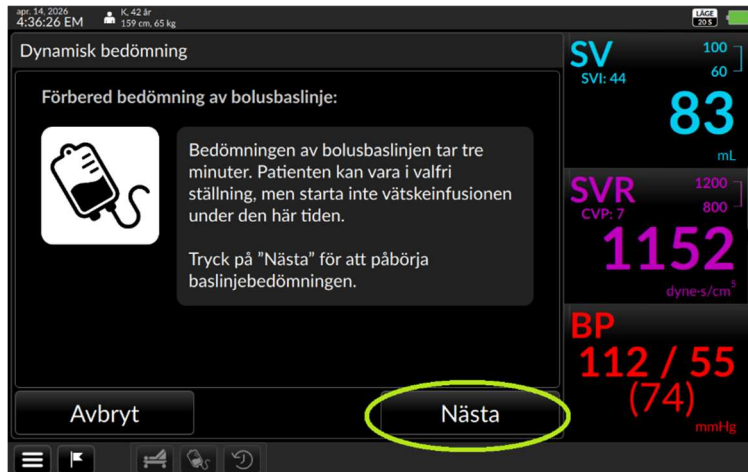 apr. 14, 2026
4:36:26 EM
K, 42 år
159 cm, 65 kg
LÄGE
20 S
Dynamisk bedömning
Förbered bedömning av bolusbaslinje:
Bedömningen av bolusbaslinjen tar tre
minuter. Patienten kan vara i valfri
ställning, men starta inte vätskeinfusionen
under den här tiden.
Tryck på ”Nästa” för att påbörja
baslinjebedömningen.
Avbryt
Nästa
SV
SVI: 44
100
60
83
mL
SVR
CVP: 7
1200
800
1152
dyne-s/cm⁵
BP
112 / 55
(74)
mmHg